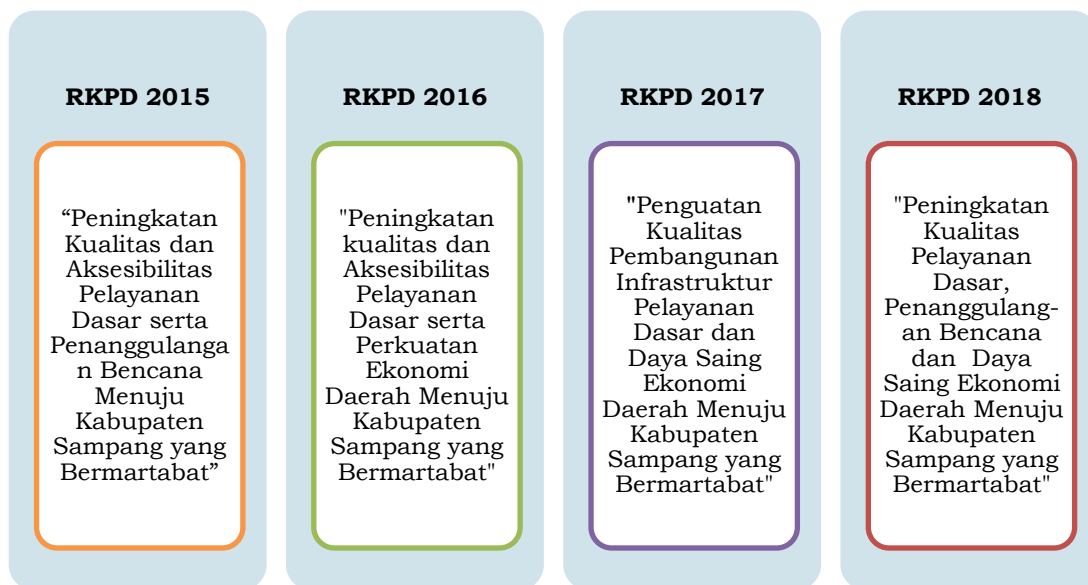 RKPD 2015
“Peningkatan
Kualitas dan
Aksesibilitas
Pelayanan
Dasar serta
Penanggulanga
n Bencana
Menuju
Kabupaten
Sampang yang
Bermartabat”
RKPD 2016
"Peningkatan
kualitas dan
Aksesibilitas
Pelayanan
Dasar serta
Perkuatan
Ekonomi
Daerah Menuju
Kabupaten
Sampang yang
Bermartabat"
RKPD 2017
"Penguatan
Kualitas
Pembangunan
Infrastruktur
Pelayanan
Dasar dan
Daya Saing
Ekonomi
Daerah Menuju
Kabupaten
Sampang yang
Bermartabat"
RKPD 2018
"Peningkatan
Kualitas
Pelayanan
Dasar,
Penanggulang-
an Bencana
dan Daya
Saing Ekonomi
Daerah Menuju
Kabupaten
Sampang yang
Bermartabat"